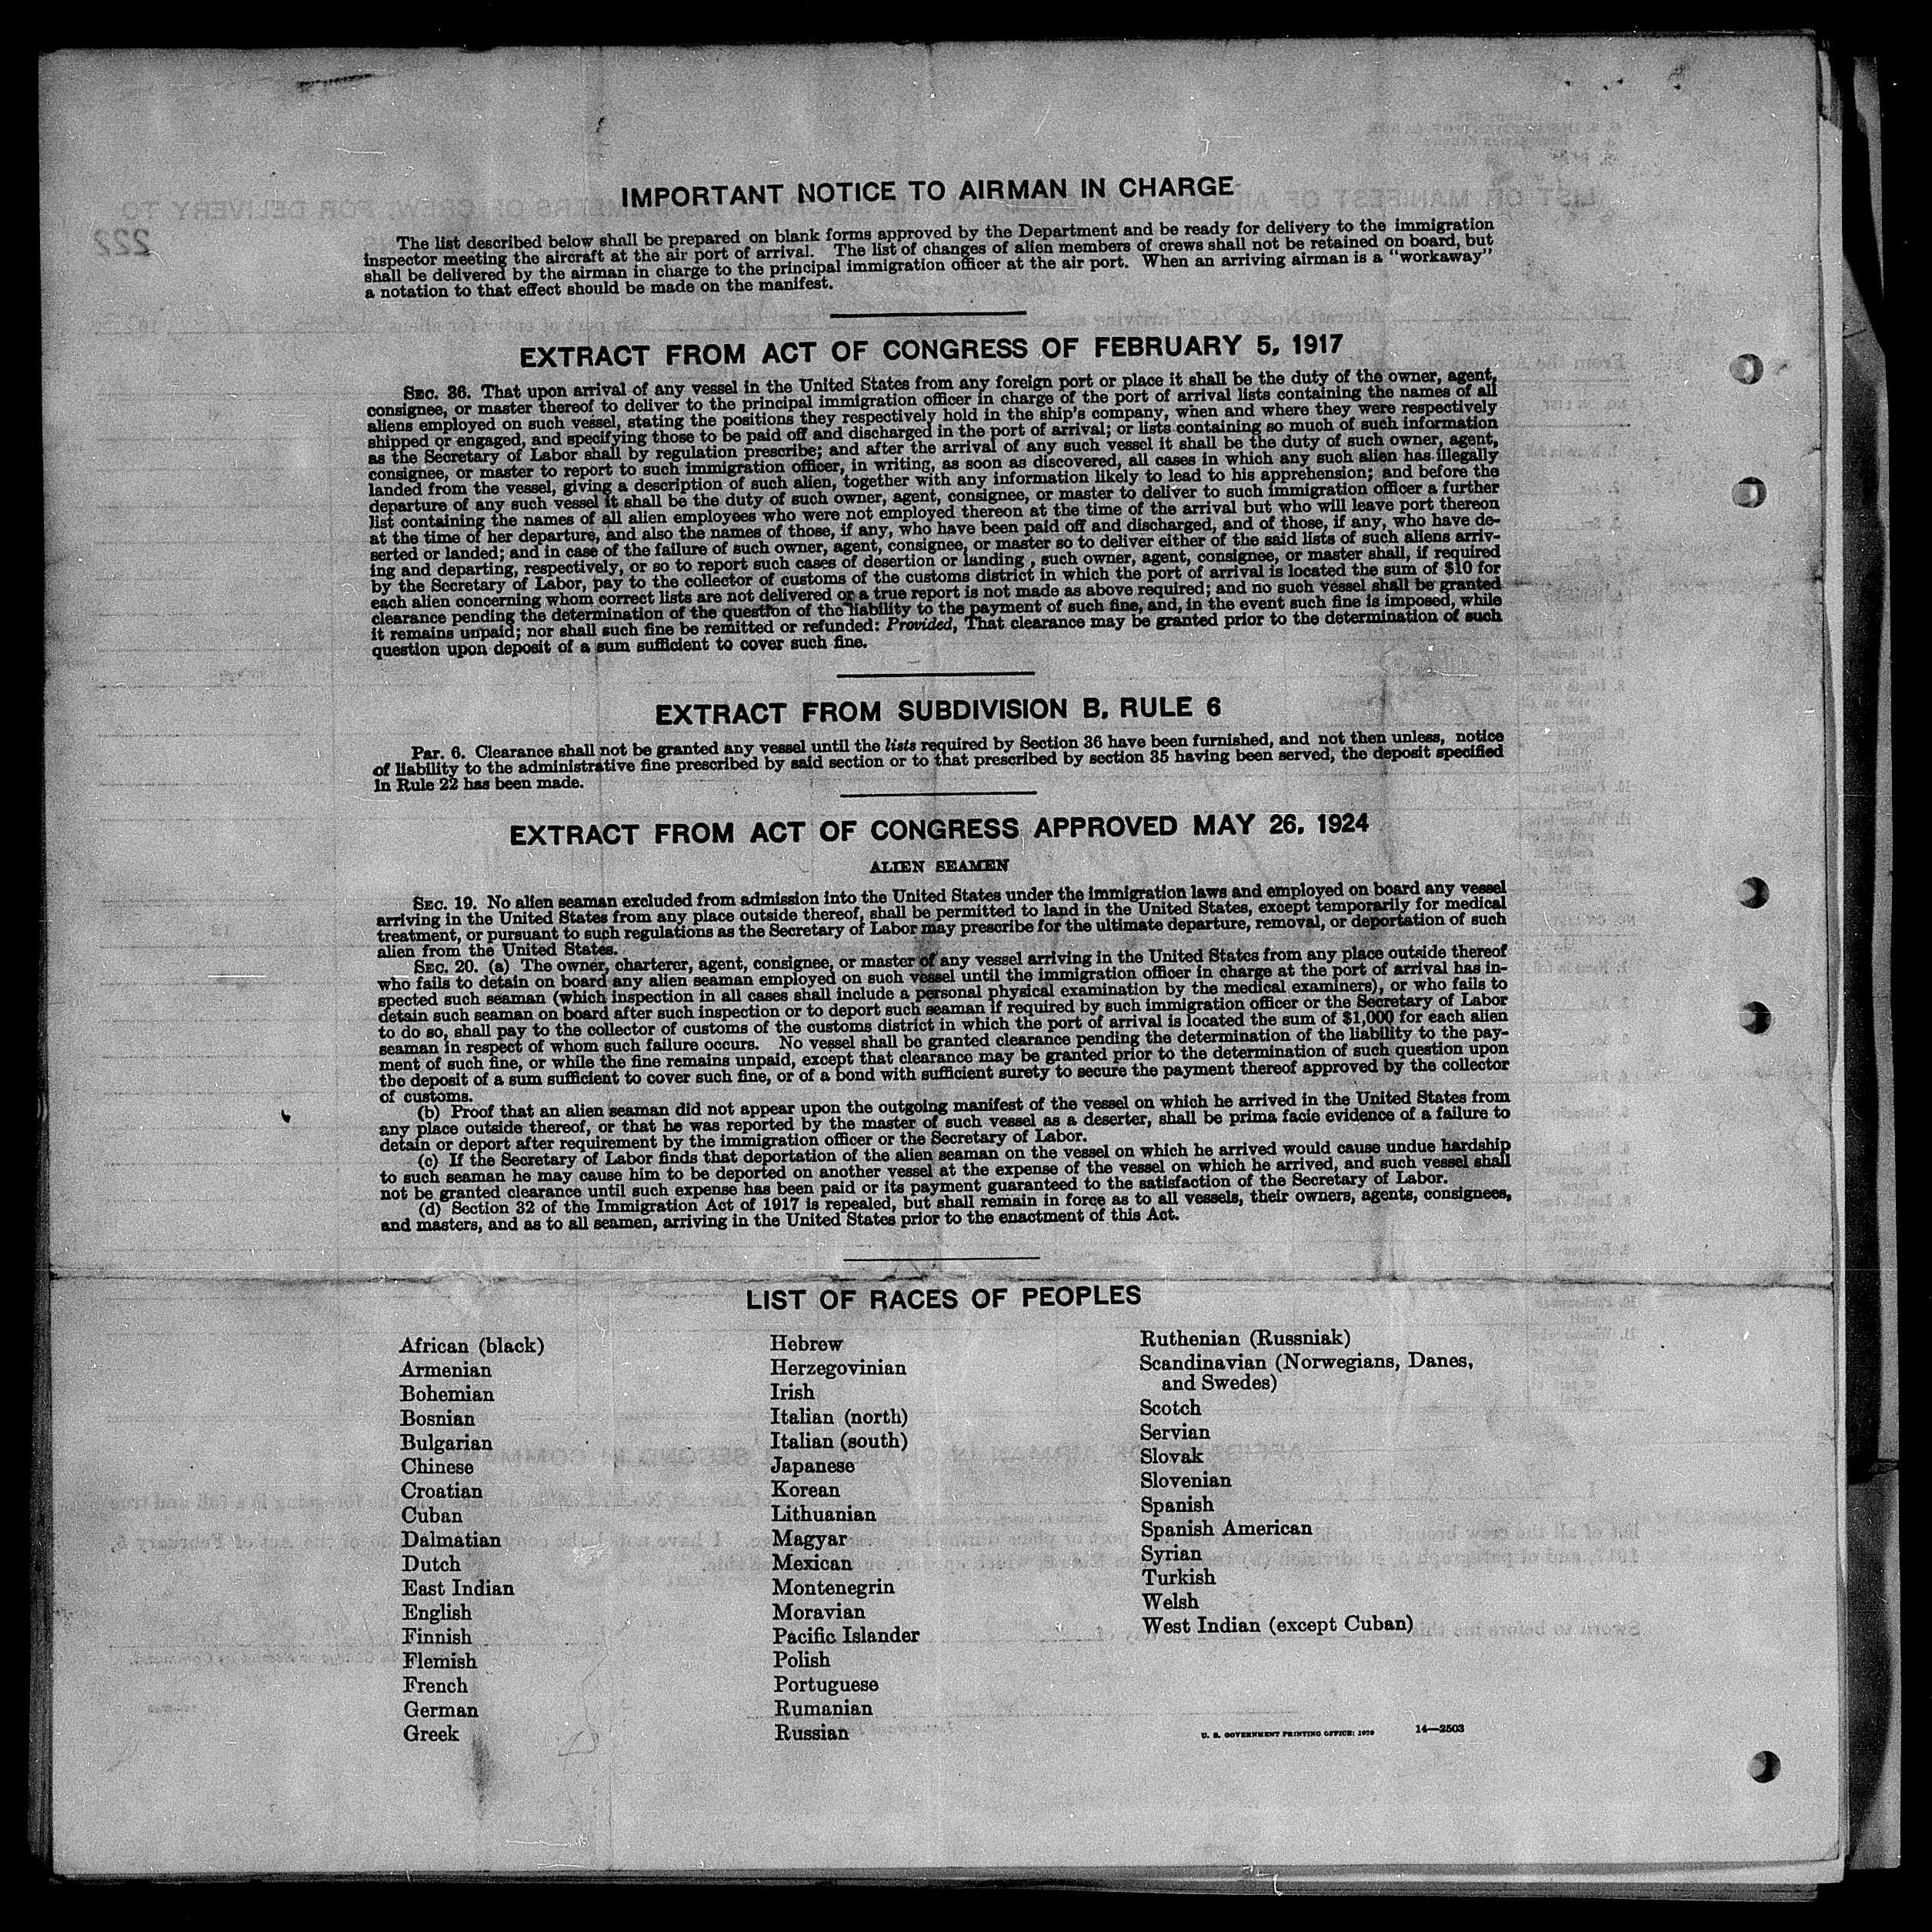 IMPORTANT NOTICE TO AIRMAN IN CHARGE
The list described below shall be prepared on blank forms approved by the Department and be ready for delivery to the immigration
inspector meeting the aircraft at the air port of arrival. The list of changes of alien members of crews shall not be retained on board, but
shall be delivered by the airman in charge to the principal immigration officer at the air port. When an arriving airman is a "workaway"
a notation to that effect should be made on the manifest.
222
EXTRACT FROM ACT OF CONGRESS OF FEBRUARY 5, 1917
SEC. 36. That upon arrival of any vessel in the United States from any foreign port or place it shall be the duty of the owner, agent,
consignee, or master thereof to deliver to the principal immigration officer in charge of the port of arrival lists containing the names of all
aliens employed on such vessel, stating the positions they respectively hold in the ship's company, when and where they were respectively
shipped or engaged, and specifying those to be paid off and discharged in the port of arrival; or lists containing so much of such information
as the Secretary of Labor shall by regulation prescribe; and after the arrival of any such vessel it shall be the duty of such owner, agent,
consignee, or master to report to such immigration officer, in writing, as soon as discovered, all cases in which any such alien has illegally
landed from the vessel, giving a description of such alien, together with any information likely to lead to his apprehension; and before the
departure of any such vessel it shall be the duty of such owner, agent, consignee, or master to deliver to such immigration officer a further
list containing the names of all alien employees who were not employed thereon at the time of the arrival but who will leave port thereon
at the time of her departure, and also the names of those, if any, who have been paid off and discharged, and of those, if any, who have de-
serted or landed; and in case of the failure of such owner, agent, consignee, or master so to deliver either of the said lists of such aliens arriv-
ing and departing, respectively, or so to report such cases of desertion or landing , such owner, agent, consignee, or master shall, if required
by the Secretary of Labor, pay to the collector of customs of the customs district in which the port of arrival is located the sum of $10 for
each alien concerning whom correct lists are not delivered or a true report is not made as above required; and no such vessel shall be granted
clearance pending the determination of the question of the liability to the payment of such fine, and, in the event such fine is imposed, while
it remains unpaid; nor shall such fine be remitted or refunded: Provided, That clearance may be granted prior to the determination of such
question upon deposit of a sum sufficient to cover such fine.
EXTRACT FROM SUBDIVISION B, RULE 6
Par. 6. Clearance shall not be granted any vessel until the lists required by Section 36 have been furnished, and not then unless, notice
of liability to the administrative fine prescribed by said section or to that prescribed by section 35 having been served, the deposit specified
in Rule 22 has been made.
EXTRACT FROM ACT OF CONGRESS APPROVED MAY 26, 1924
ALIEN SEAMEN
SEC. 19. No alien seaman excluded from admission into the United States under the immigration laws and employed on board any vessel
arriving in the United States from any place outside thereof, shall be permitted to land in the United States, except temporarily for medical
treatment, or pursuant to such regulations as the Secretary of Labor may prescribe for the ultimate departure, removal, or deportation of such
alien from the United States.
SEC. 20. (a) The owner, charterer, agent, consignee, or master of any vessel arriving in the United States from any place outside thereof
who fails to detain on board any alien seaman employed on such vessel until the immigration officer in charge at the port of arrival has in-
spected such seaman (which inspection in all cases shall include a personal physical examination by the medical examiners), or who fails to
detain such seaman on board after such inspection or to deport such seaman if required by such immigration officer or the Secretary of Labor
to do so, shall pay to the collector of customs of the customs district in which the port of arrival is located the sum of $1,000 for each alien
seaman in respect of whom such failure occurs. No vessel shall be granted clearance pending the determination of the liability to the pay-
ment of such fine, or while the fine remains unpaid, except that clearance may be granted prior to the determination of such question upon
the deposit of a sum sufficient to cover such fine, or of a bond with sufficient surety to secure the payment thereof approved by the collector
of customs.
(b) Proof that an alien seaman did not appear upon the outgoing manifest of the vessel on which he arrived in the United States from
any place outside thereof, or that he was reported by the master of such vessel as a deserter, shall be prima facie evidence of a failure to
detain or deport after requirement by the immigration officer or the Secretary of Labor.
(c) If the Secretary of Labor finds that deportation of the alien seaman on the vessel on which he arrived would cause undue hardship
to such seaman he may cause him to be deported on another vessel at the expense of the vessel on which he arrived, and such vessel shall
not be granted clearance until such expense has been paid or its payment guaranteed to the satisfaction of the Secretary of Labor.
(d) Section 32 of the Immigration Act of 1917 is repealed, but shall remain in force as to all vessels, their owners, agents, consignees,
and masters, and as to all seamen, arriving in the United States prior to the enactment of this Act.
LIST OF RACES OF PEOPLES
African (black)
Armenian
Bohemian
Bosnian
Bulgarian
Chinese
Croatian
Cuban
Dalmatian
Dutch
East Indian
English
Finnish
Flemish
French
German
Greek
Hebrew
Herzegovinian
Irish
Italian (north)
Italian (south)
Japanese
Korean
Lithuanian
Magyar
Mexican
Montenegrin
Moravian
Pacific Islander
Polish
Portuguese
Rumanian
Russian
Ruthenian (Russniak)
Scandinavian (Norwegians, Danes,
and Swedes)
Scotch
Servian
Slovak
Slovenian
Spanish
Spanish American
Syrian
Turkish
Welsh
West Indian (except Cuban)
U. S. GOVERNMENT PRINTING OFFICE: 1929 14—2503